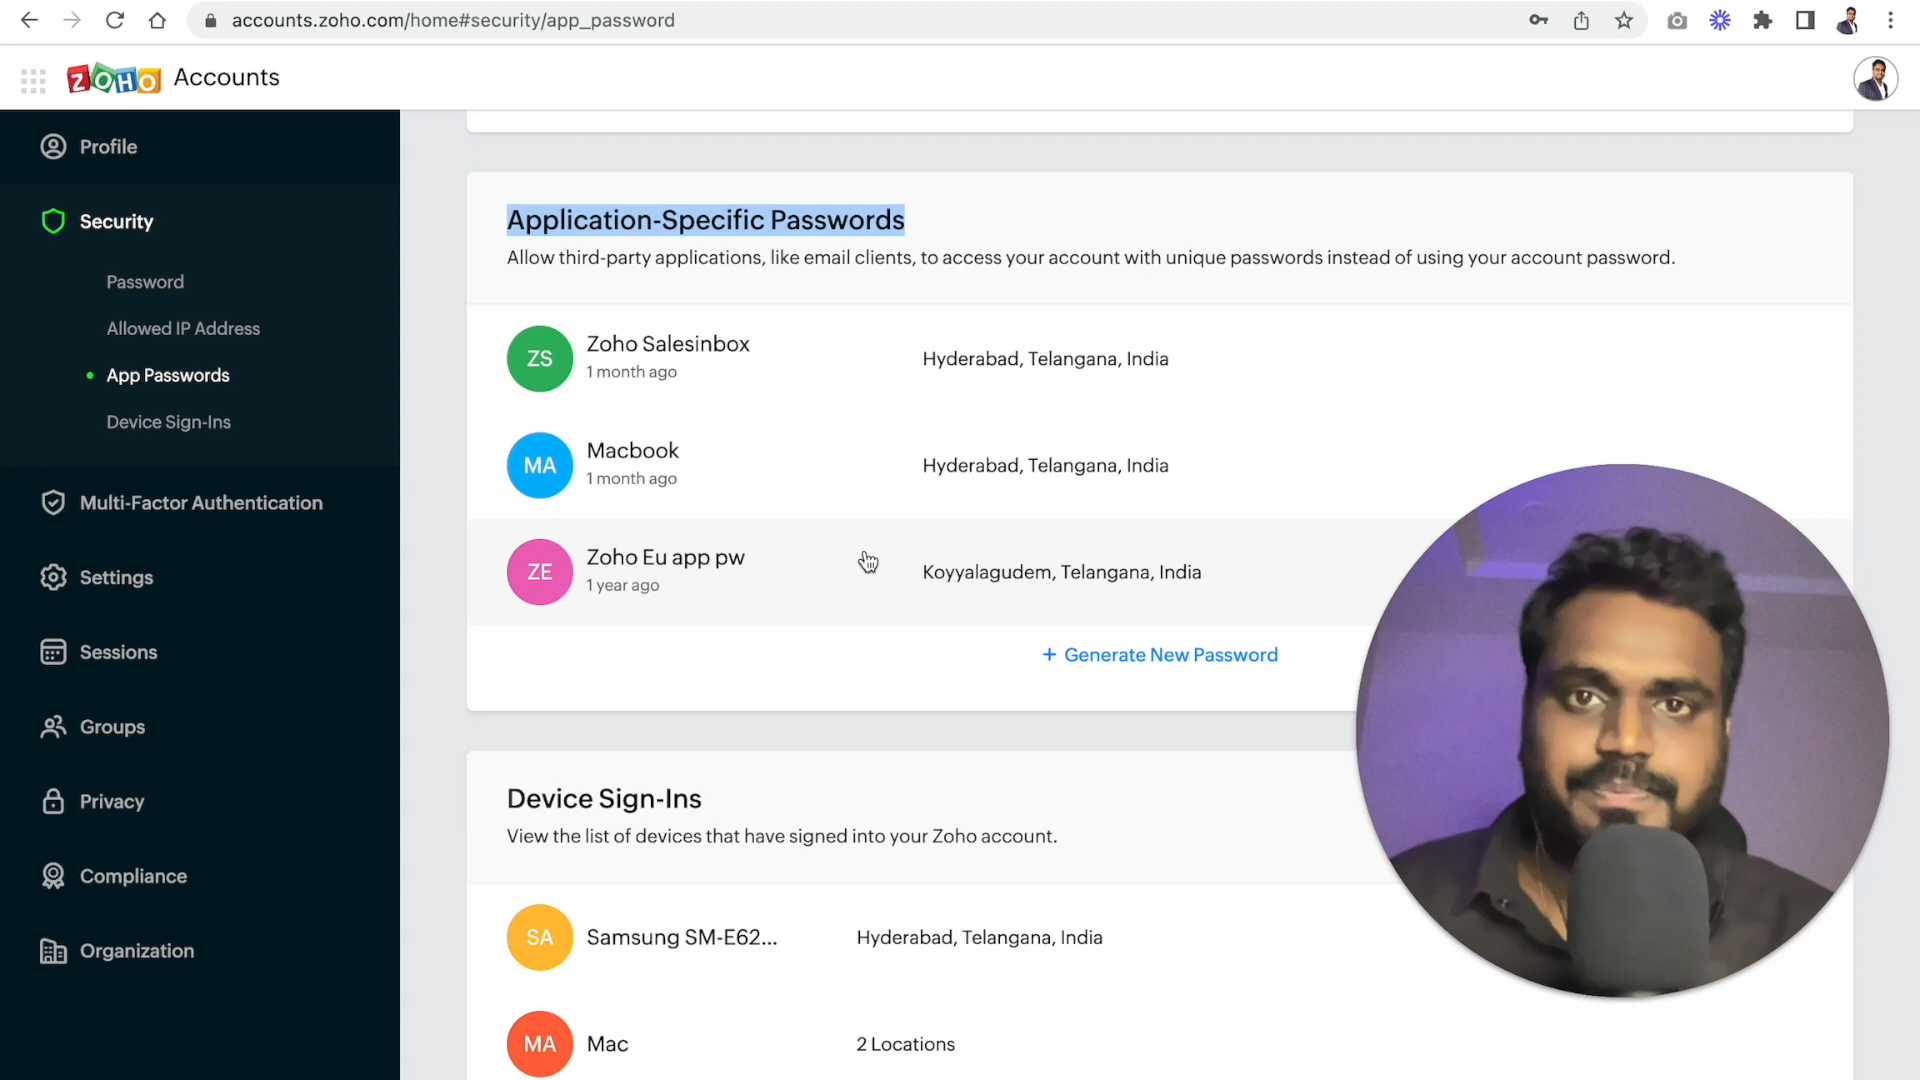 accounts.zoho.com/home#security/app_password
ZOHO Accounts
Profile
Security
Password
Allowed IP Address
App Passwords
Device Sign-Ins
Multi-Factor Authentication
Settings
Sessions
Groups
Privacy
Compliance
Organization
Application-Specific Passwords
Allow third-party applications, like email clients, to access your account with unique passwords instead of using your account password.
ZS
Zoho Salesinbox
1 month ago
Hyderabad, Telangana, India
MA
Macbook
1 month ago
Hyderabad, Telangana, India
ZE
Zoho Eu app pw
1 year ago
Koyyalagudem, Telangana, India
+ Generate New Password
Device Sign-Ins
View the list of devices that have signed into your Zoho account.
SA
Samsung SM-E62...
Hyderabad, Telangana, India
MA
Mac
2 Locations